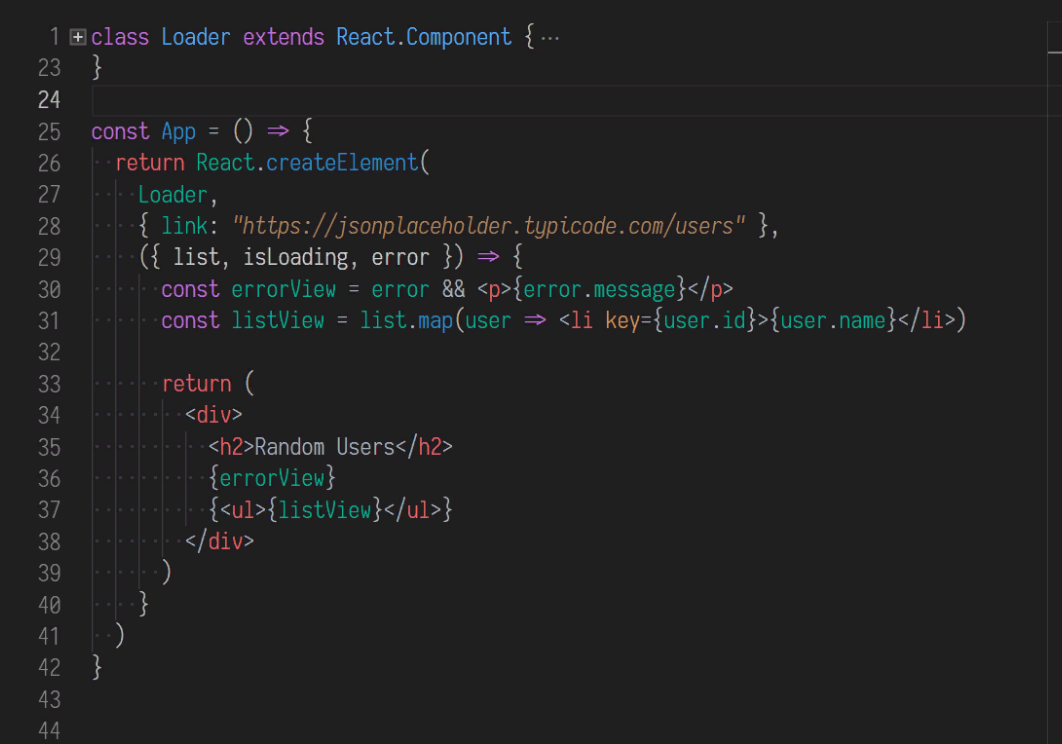 1 class Loader extends React.Component { ···
23 }
24
25 const App = () => {
26 return React.createElement(
27 Loader,
28 { link: "https://jsonplaceholder.typicode.com/users" },
29 ({ list, isLoading, error }) => {
30 const errorView = error && <p>{error.message}</p>
31 const listView = list.map(user => <li key={user.id}>{user.name}</li>)
32
33 return (
34 <div>
35 <h2>Random Users</h2>
36 {errorView}
37 {<ul>{listView}</ul>}
38 </div>
39 )
40 }
41 )
42 }
43
44